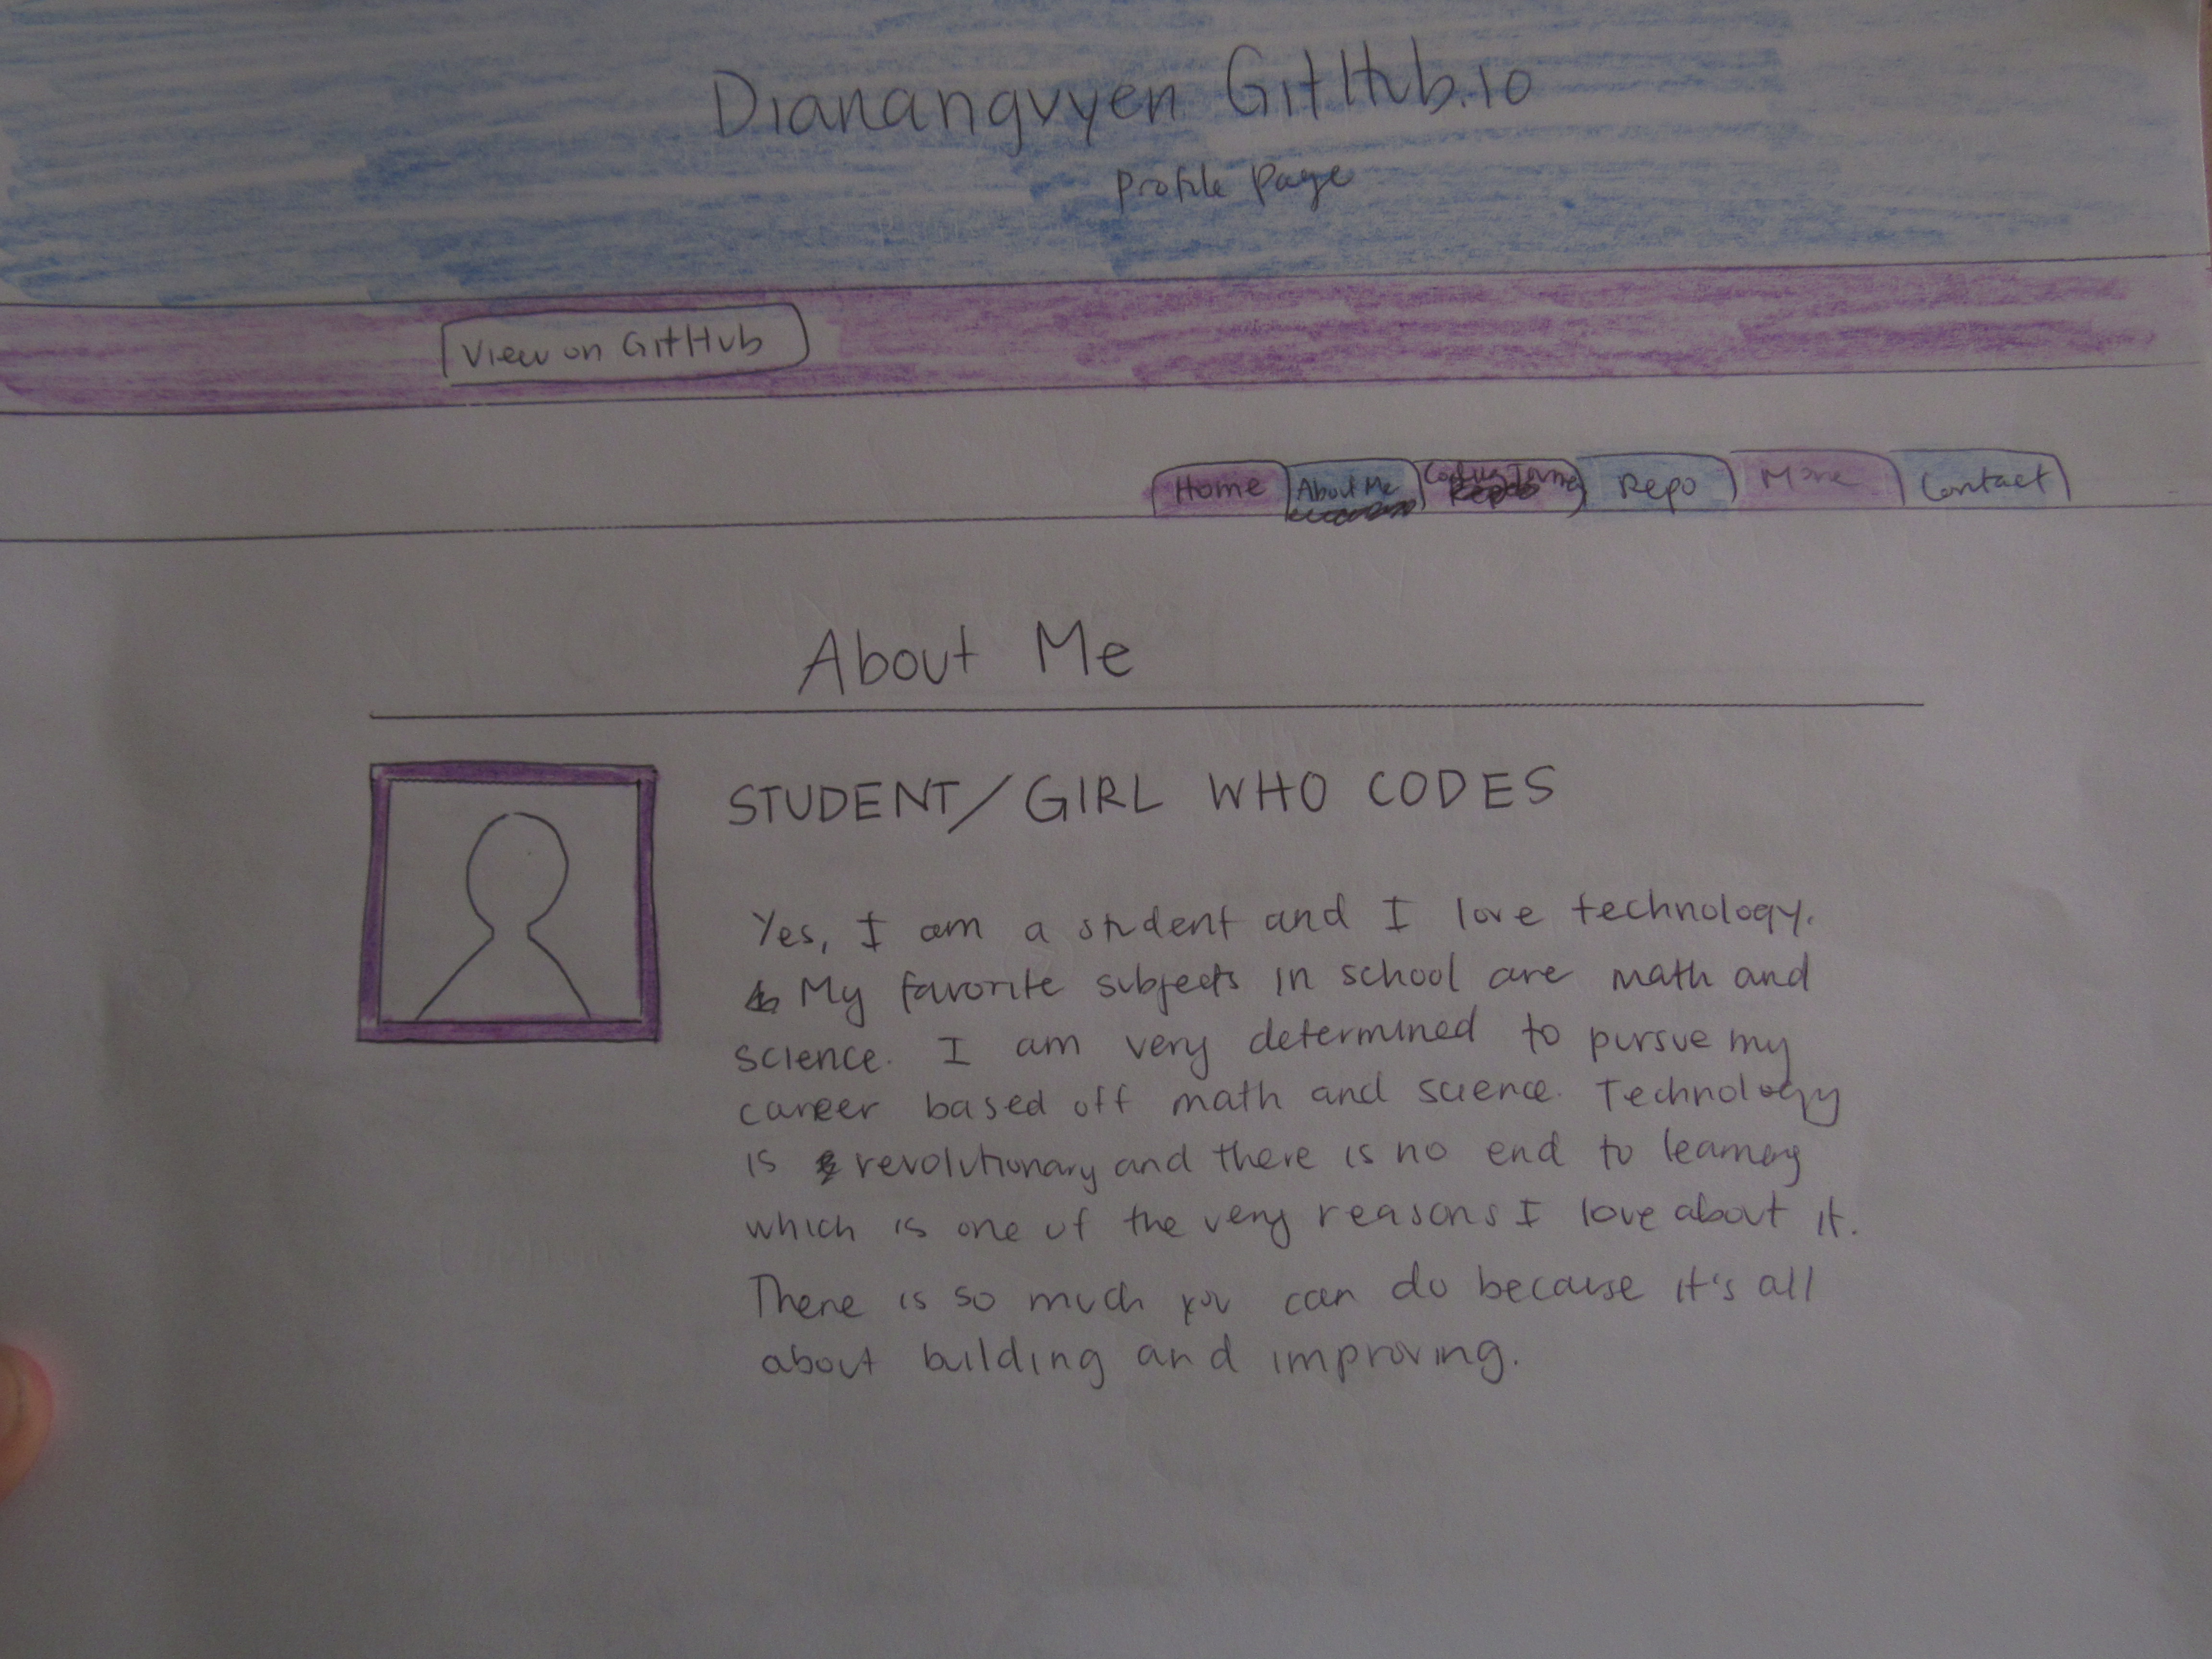 Diananguyen GitHub.io
Profile Page
View on GitHub
Home About Me Repo More Contact
About Me
STUDENT/GIRL WHO CODES
Yes, I am a student and I love technology.
My favorite subjects in school are math and
science. I am very determined to pursue my
career based off math and science. Technology
is revolutionary and there is no end to learning
which is one of the very reasons I love about it.
There is so much you can do because it's all
about building and improving.